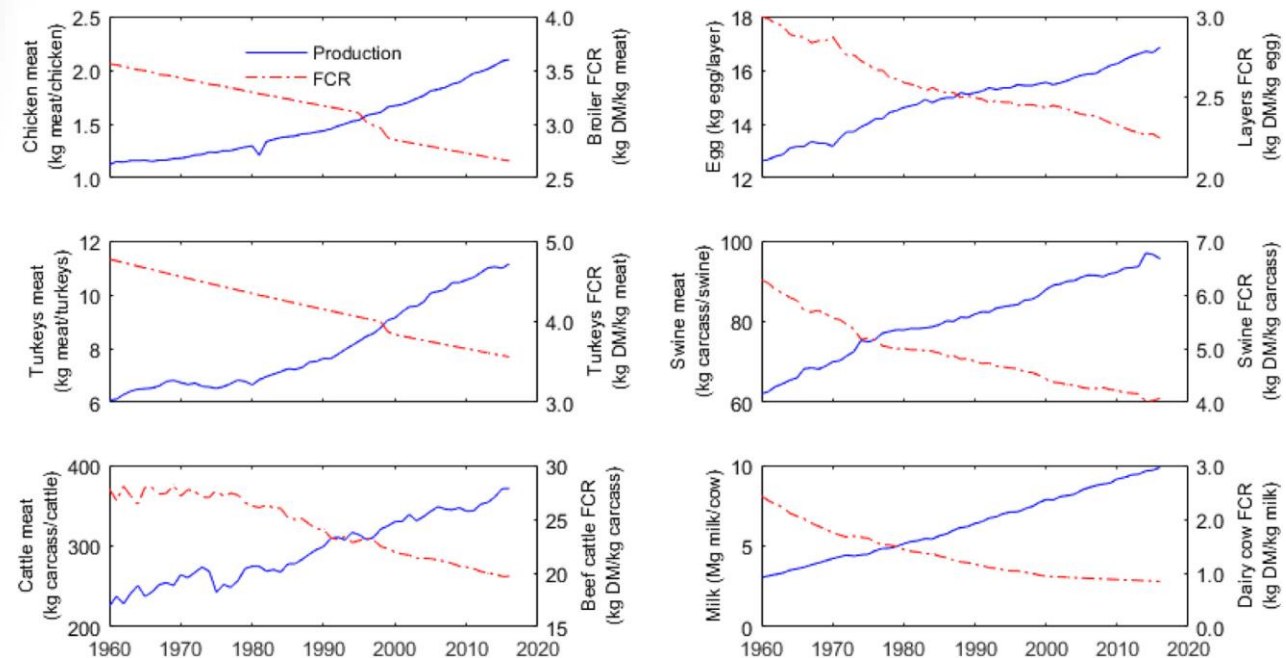 Chicken meat
(kg meat/chicken)
2.5
2.0
1.5
1.0
Production
FCR
4.0
3.5
3.0
2.5
Broiler FCR
(kg DM/kg meat)
Egg (kg egg/layer)
18
16
14
12
3.0
2.5
2.0
Layers FCR
(kg DM/kg egg)
Turkeys meat
(kg meat/turkeys)
12
10
8
6
5.0
4.0
3.0
Turkeys FCR
(kg DM/kg meat)
Swine meat
(kg carcass/swine)
100
80
60
7.0
6.0
5.0
4.0
Swine FCR
(kg DM/kg carcass)
Cattle meat
(kg carcass/cattle)
400
300
200
30
25
20
15
Beef cattle FCR
(kg DM/kg carcass)
1960 1970 1980 1990 2000 2010 2020
Milk (Mg milk/cow)
10
5
0
3.0
2.0
1.0
0.0
Dairy cow FCR
(kg DM/kg milk)
1960 1970 1980 1990 2000 2010 2020